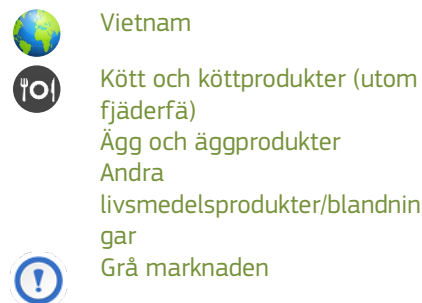 Vietnam
Kött och köttprodukter (utom
fjäderfä)
Ägg och äggprodukter
Andra
livsmedelsprodukter/blandnin
gar
Grå marknaden